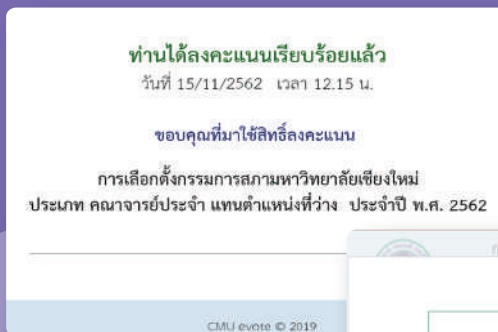 ท่านได้ลงคะแนนเรียบร้อยแล้ว
วันที่ 15/11/2562 เวลา 12.15 น.
ขอบคุณที่มาใช้สิทธิ์ลงคะแนน
การเลือกตั้งกรรมการสภามหาวิทยาลัยเชียงใหม่
ประเภท คณาจารย์ประจำ แทนตำแหน่งที่ว่าง ประจำปี พ.ศ. 2562
CMU evote © 2019